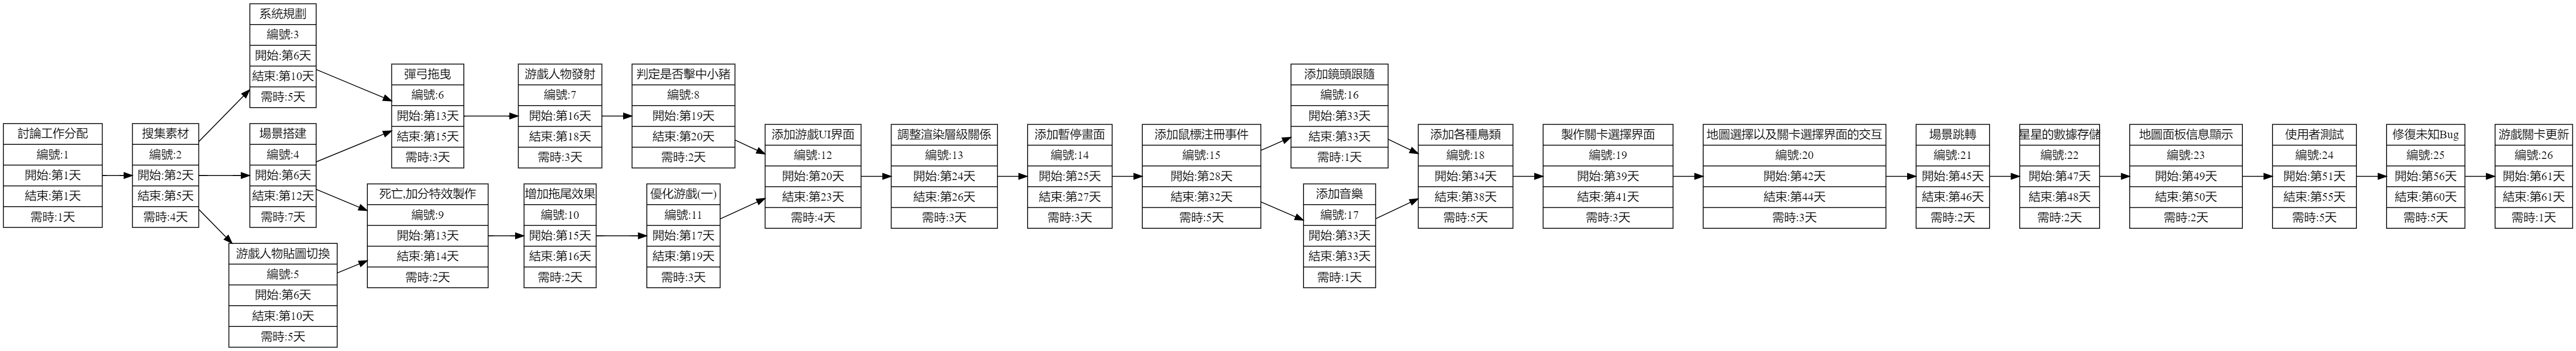 討論工作分配
編號:1
開始:第1天
結束:第1天
需時:1天
搜集素材
編號:2
開始:第2天
結束:第5天
需時:4天
系統規劃
編號:3
開始:第6天
結束:第10天
需時:5天
場景搭建
編號:4
開始:第6天
結束:第12天
需時:7天
游戲人物貼圖切換
編號:5
開始:第6天
結束:第10天
需時:5天
彈弓拖曳
編號:6
開始:第13天
結束:第15天
需時:3天
游戲人物發射
編號:7
開始:第16天
結束:第18天
需時:3天
判定是否擊中小豬
編號:8
開始:第19天
結束:第20天
需時:2天
死亡,加分特效製作
編號:9
開始:第13天
結束:第14天
需時:2天
增加拖尾效果
編號:10
開始:第15天
結束:第16天
需時:2天
優化游戲(一)
編號:11
開始:第17天
結束:第19天
需時:3天
添加游戲UI界面
編號:12
開始:第20天
結束:第23天
需時:4天
調整渲染層級關係
編號:13
開始:第24天
結束:第26天
需時:3天
添加暫停畫面
編號:14
開始:第25天
結束:第27天
需時:3天
添加鼠標注冊事件
編號:15
開始:第28天
結束:第32天
需時:5天
添加鏡頭跟隨
編號:16
開始:第33天
結束:第33天
需時:1天
添加音樂
編號:17
開始:第33天
結束:第33天
需時:1天
添加各種鳥類
編號:18
開始:第34天
結束:第38天
需時:5天
製作關卡選擇界面
編號:19
開始:第39天
結束:第41天
需時:3天
地圖選擇以及關卡選擇界面的交互
編號:20
開始:第42天
結束:第44天
需時:3天
場景跳轉
編號:21
開始:第45天
結束:第46天
需時:2天
星星的數據存儲
編號:22
開始:第47天
結束:第48天
需時:2天
地圖面板信息顯示
編號:23
開始:第49天
結束:第50天
需時:2天
使用者測試
編號:24
開始:第51天
結束:第55天
需時:5天
修復未知Bug
編號:25
開始:第56天
結束:第60天
需時:5天
游戲關卡更新
編號:26
開始:第61天
結束:第61天
需時:1天